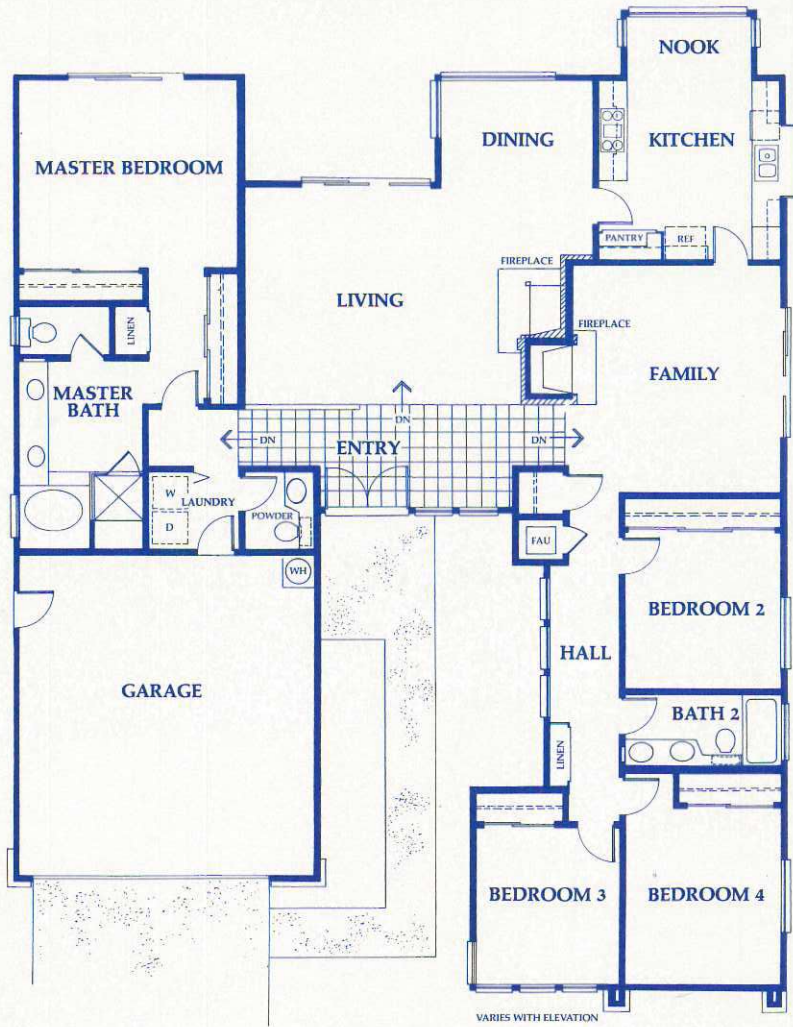 NOOK
DINING
KITCHEN
MASTER BEDROOM
PANTRY
REF
FIREPLACE
LIVING
FIREPLACE
LINEN
FAMILY
MASTER
BATH
DN
DN
ENTRY
DN
W
LAUNDRY
D
POWDER
FAU
WH
BEDROOM 2
HALL
GARAGE
BATH 2
LINEN
BEDROOM 3
BEDROOM 4
VARIES WITH ELEVATION